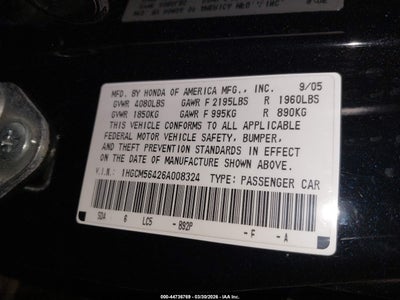 MFD. BY HONDA OF AMERICA MFG., INC. 9/05
GVWR 4080LBS GAWR F 2195LBS R 1960LBS
GVWR 1850KG GAWR F 995KG R 890KG
THIS VEHICLE CONFORMS TO ALL APPLICABLE
FEDERAL MOTOR VEHICLE SAFETY, BUMPER,
AND THEFT PREVENTION STANDARDS IN EFFECT
ON THE DATE OF MANUFACTURE SHOWN ABOVE.
V.I.N.: 1HGCM56426A008324 TYPE: PASSENGER CAR
SDA 6 LC5 - B92P - F - A
000-44736769 - 03/30/2026 - IAA Inc.